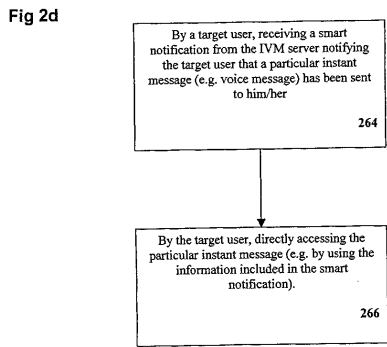 Fig 2d
By a target user, receiving a smart
notification from the IVM server notifying
the target user that a particular instant
message (e.g. voice message) has been sent
to him/her
264
By the target user, directly accessing the
particular instant message (e.g. by using the
information included in the smart
notification).
266